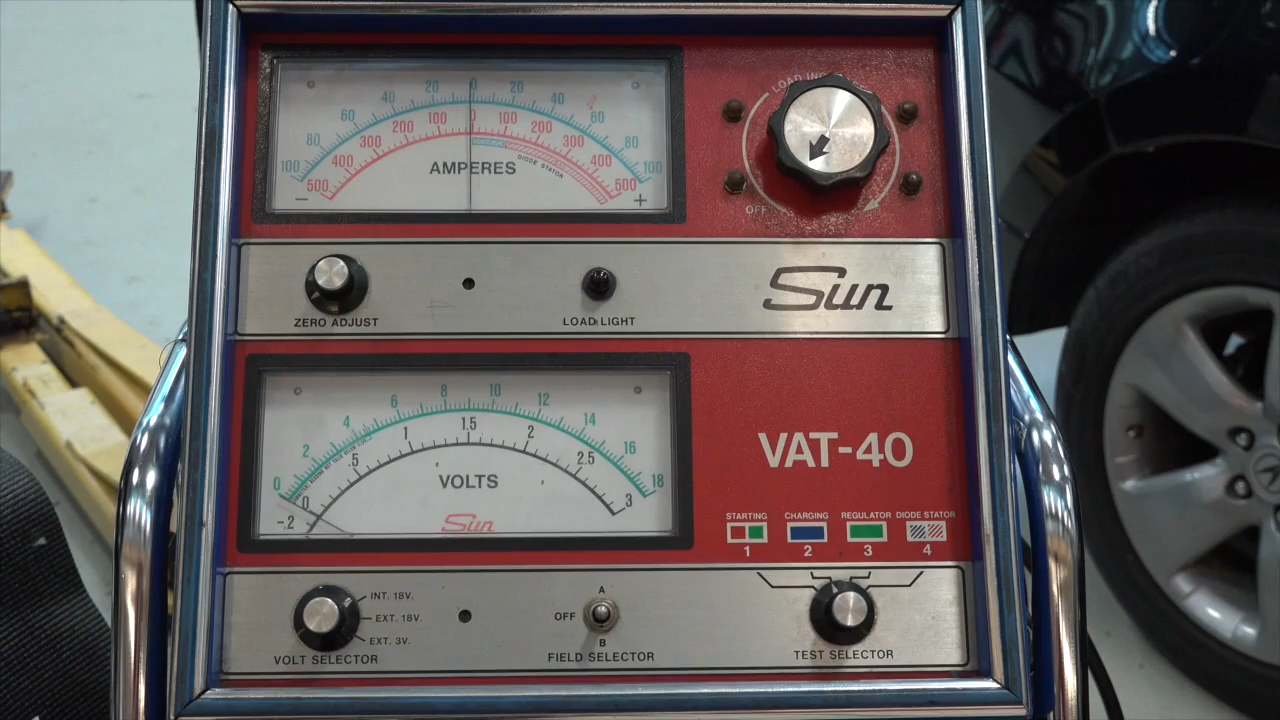 20 0 20
40 40
60 60
80 80
100 100
100 0 100
200 200
300 300
400 400
500 500
DIODE STATOR
AMPERES
− +
OFF
ZERO ADJUST
LOAD LIGHT
Sun
0 2 4 6 8 10 12 14 16 18
-.2 0 .5 1 1.5 2 2.5 3
VOLTS
Sun
VAT-40
STARTING CHARGING REGULATOR DIODE STATOR
1 2 3 4
INT. 18V.
EXT. 18V.
EXT. 3V.
VOLT SELECTOR
A
OFF
B
FIELD SELECTOR
TEST SELECTOR